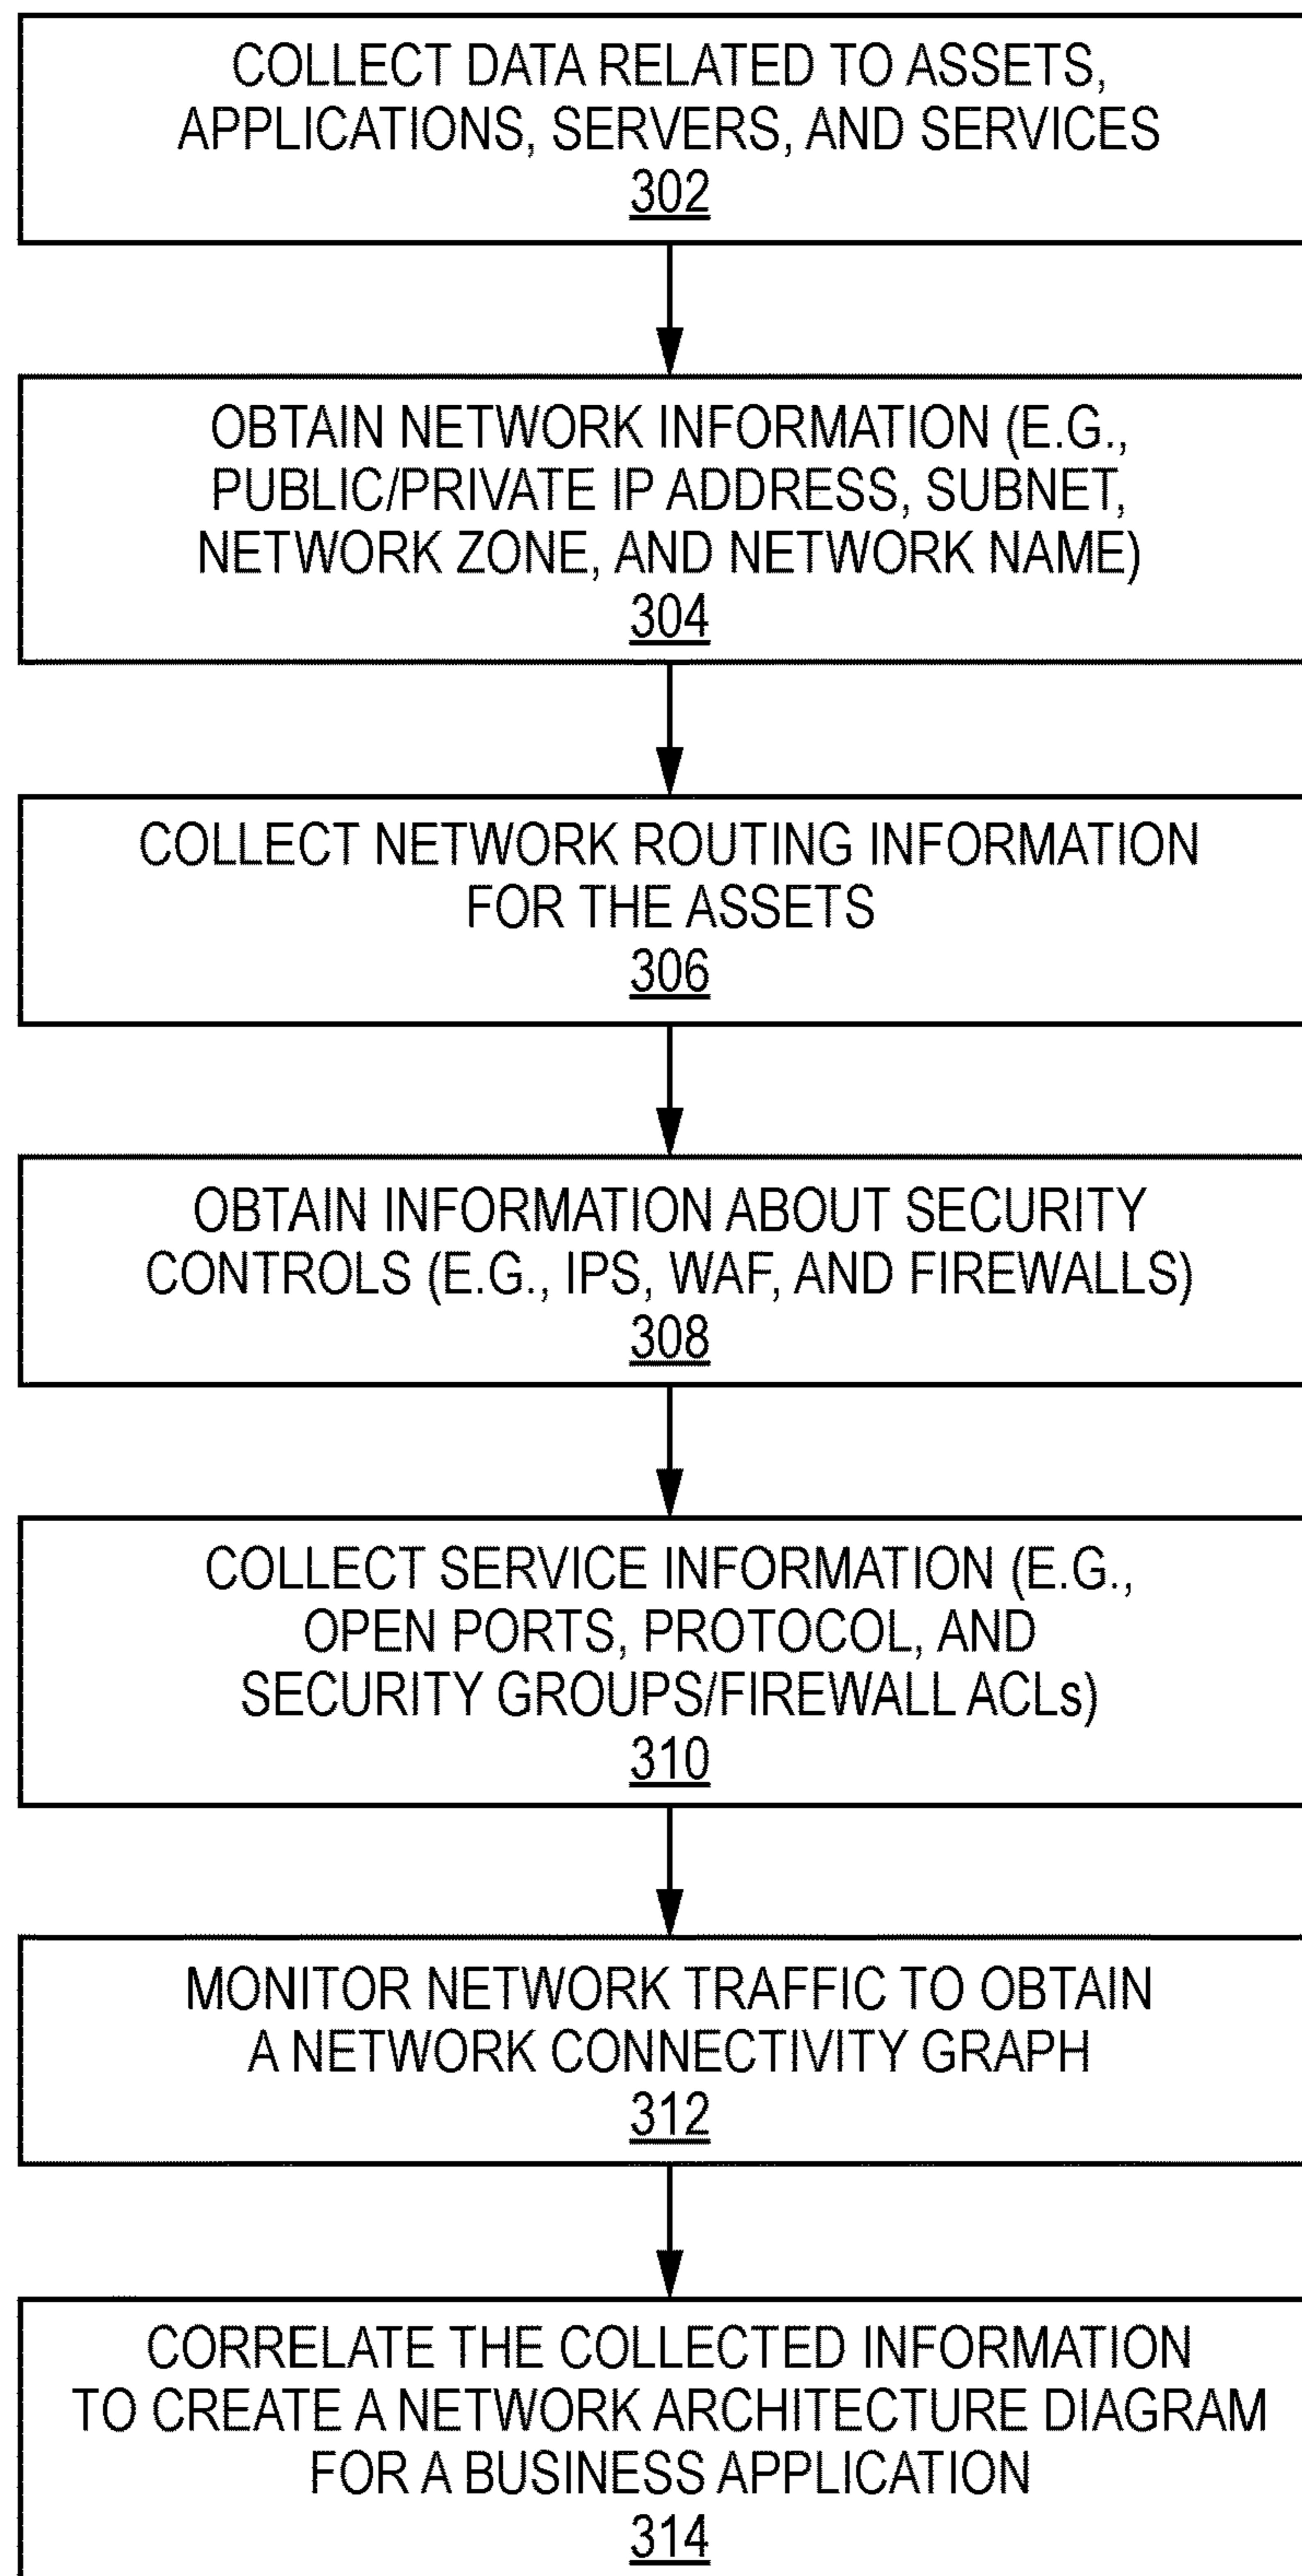 COLLECT DATA RELATED TO ASSETS,
APPLICATIONS, SERVERS, AND SERVICES
302
OBTAIN NETWORK INFORMATION (E.G.,
PUBLIC/PRIVATE IP ADDRESS, SUBNET,
NETWORK ZONE, AND NETWORK NAME)
304
COLLECT NETWORK ROUTING INFORMATION
FOR THE ASSETS
306
OBTAIN INFORMATION ABOUT SECURITY
CONTROLS (E.G., IPS, WAF, AND FIREWALLS)
308
COLLECT SERVICE INFORMATION (E.G.,
OPEN PORTS, PROTOCOL, AND
SECURITY GROUPS/FIREWALL ACLs)
310
MONITOR NETWORK TRAFFIC TO OBTAIN
A NETWORK CONNECTIVITY GRAPH
312
CORRELATE THE COLLECTED INFORMATION
TO CREATE A NETWORK ARCHITECTURE DIAGRAM
FOR A BUSINESS APPLICATION
314